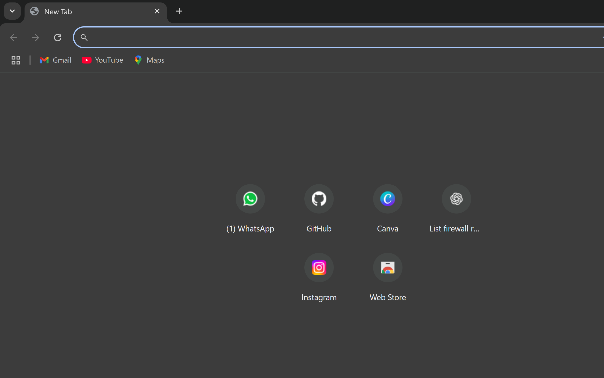 New Tab
Gmail YouTube Maps
(1) WhatsApp GitHub Canva List firewall r...
Instagram Web Store